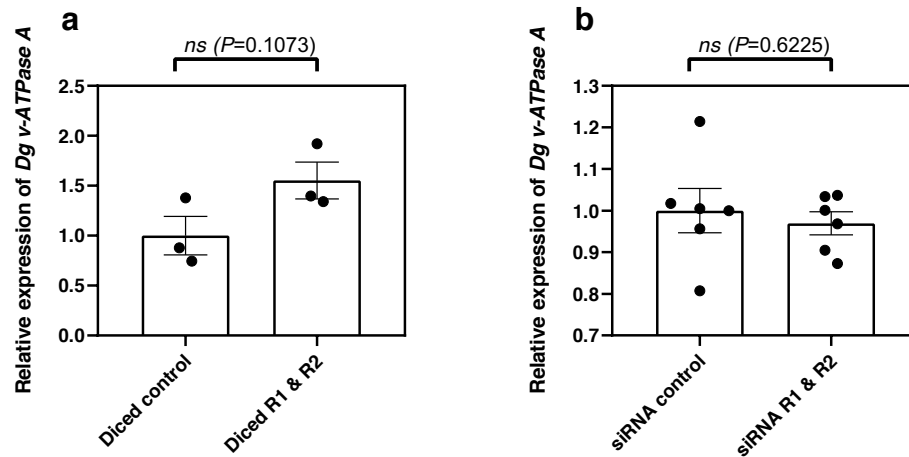 a
ns (P=0.1073)
Relative expression of Dg v-ATPase A
2.5
2.0
1.5
1.0
0.5
0.0
Diced control
Diced R1 & R2
b
ns (P=0.6225)
Relative expression of Dg v-ATPase A
1.3
1.2
1.1
1.0
0.9
0.8
0.7
siRNA control
siRNA R1 & R2